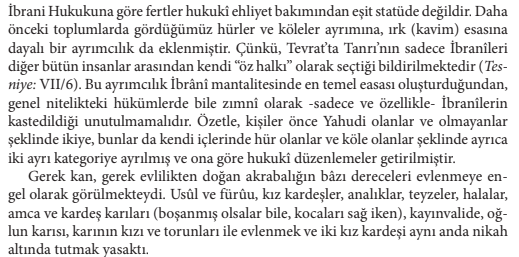 İbrani Hukukuna göre fertler hukukî ehliyet bakımından eşit statüde değildir. Daha
önceki toplumlarda gördüğümüz hürler ve köleler ayrımına, ırk (kavim) esasına
dayalı bir ayrımcılık da eklenmiştir. Çünkü, Tevrat’ta Tanrı’nın sadece İbranîleri
diğer bütün insanlar arasından kendi “öz halkı” olarak seçtiği bildirilmektedir (Tes-
niye: VII/6). Bu ayrımcılık İbrânî mantalitesinde en temel easası oluşturduğundan,
genel nitelikteki hükümlerde bile zımnî olarak -sadece ve özellikle- İbranîlerin
kastedildiği unutulmamalıdır. Özetle, kişiler önce Yahudi olanlar ve olmayanlar
şeklinde ikiye, bunlar da kendi içlerinde hür olanlar ve köle olanlar şeklinde ayrıca
iki ayrı kategoriye ayrılmış ve ona göre hukukî düzenlemeler getirilmiştir.
Gerek kan, gerek evlilikten doğan akrabalığın bâzı dereceleri evlenmeye en-
gel olarak görülmekteydi. Usûl ve fürûu, kız kardeşler, analıklar, teyzeler, halalar,
amca ve kardeş karıları (boşanmış olsalar bile, kocaları sağ iken), kayınvalide, oğ-
lun karısı, karının kızı ve torunları ile evlenmek ve iki kız kardeşi aynı anda nikah
altında tutmak yasaktı.